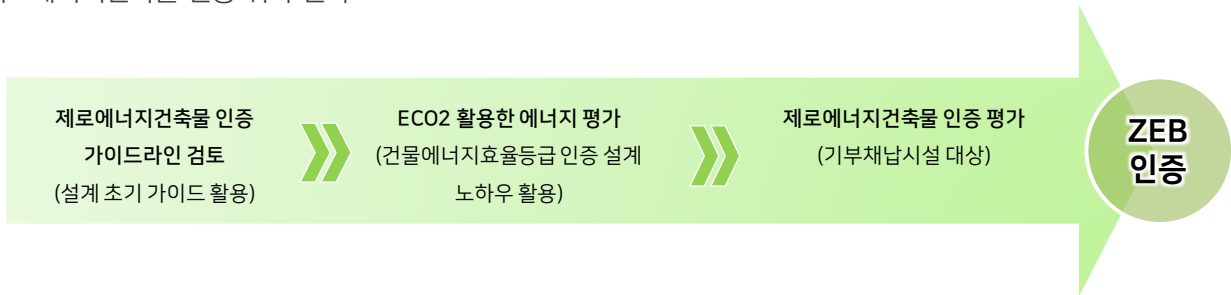 제로에너지건축물 인증
가이드라인 검토
(설계 초기 가이드 활용)
ECO2 활용한 에너지 평가
(건물에너지효율등급 인증 설계
노하우 활용)
제로에너지건축물 인증 평가
(기부채납시설 대상)
ZEB
인증